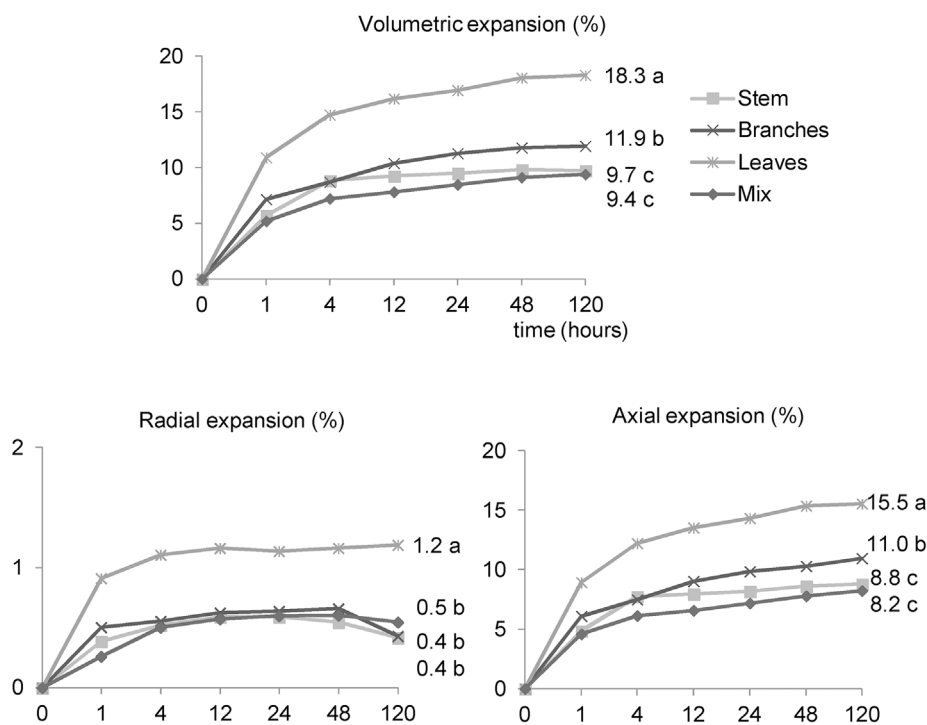 Volumetric expansion (%)
20
15
10
5
0
0 1 4 12 24 48 120
time (hours)
18.3 a
11.9 b
9.7 c
9.4 c
Stem
Branches
Leaves
Mix
Radial expansion (%)
2
1
0
0 1 4 12 24 48 120
1.2 a
0.5 b
0.4 b
0.4 b
Axial expansion (%)
20
15
10
5
0
0 1 4 12 24 48 120
15.5 a
11.0 b
8.8 c
8.2 c